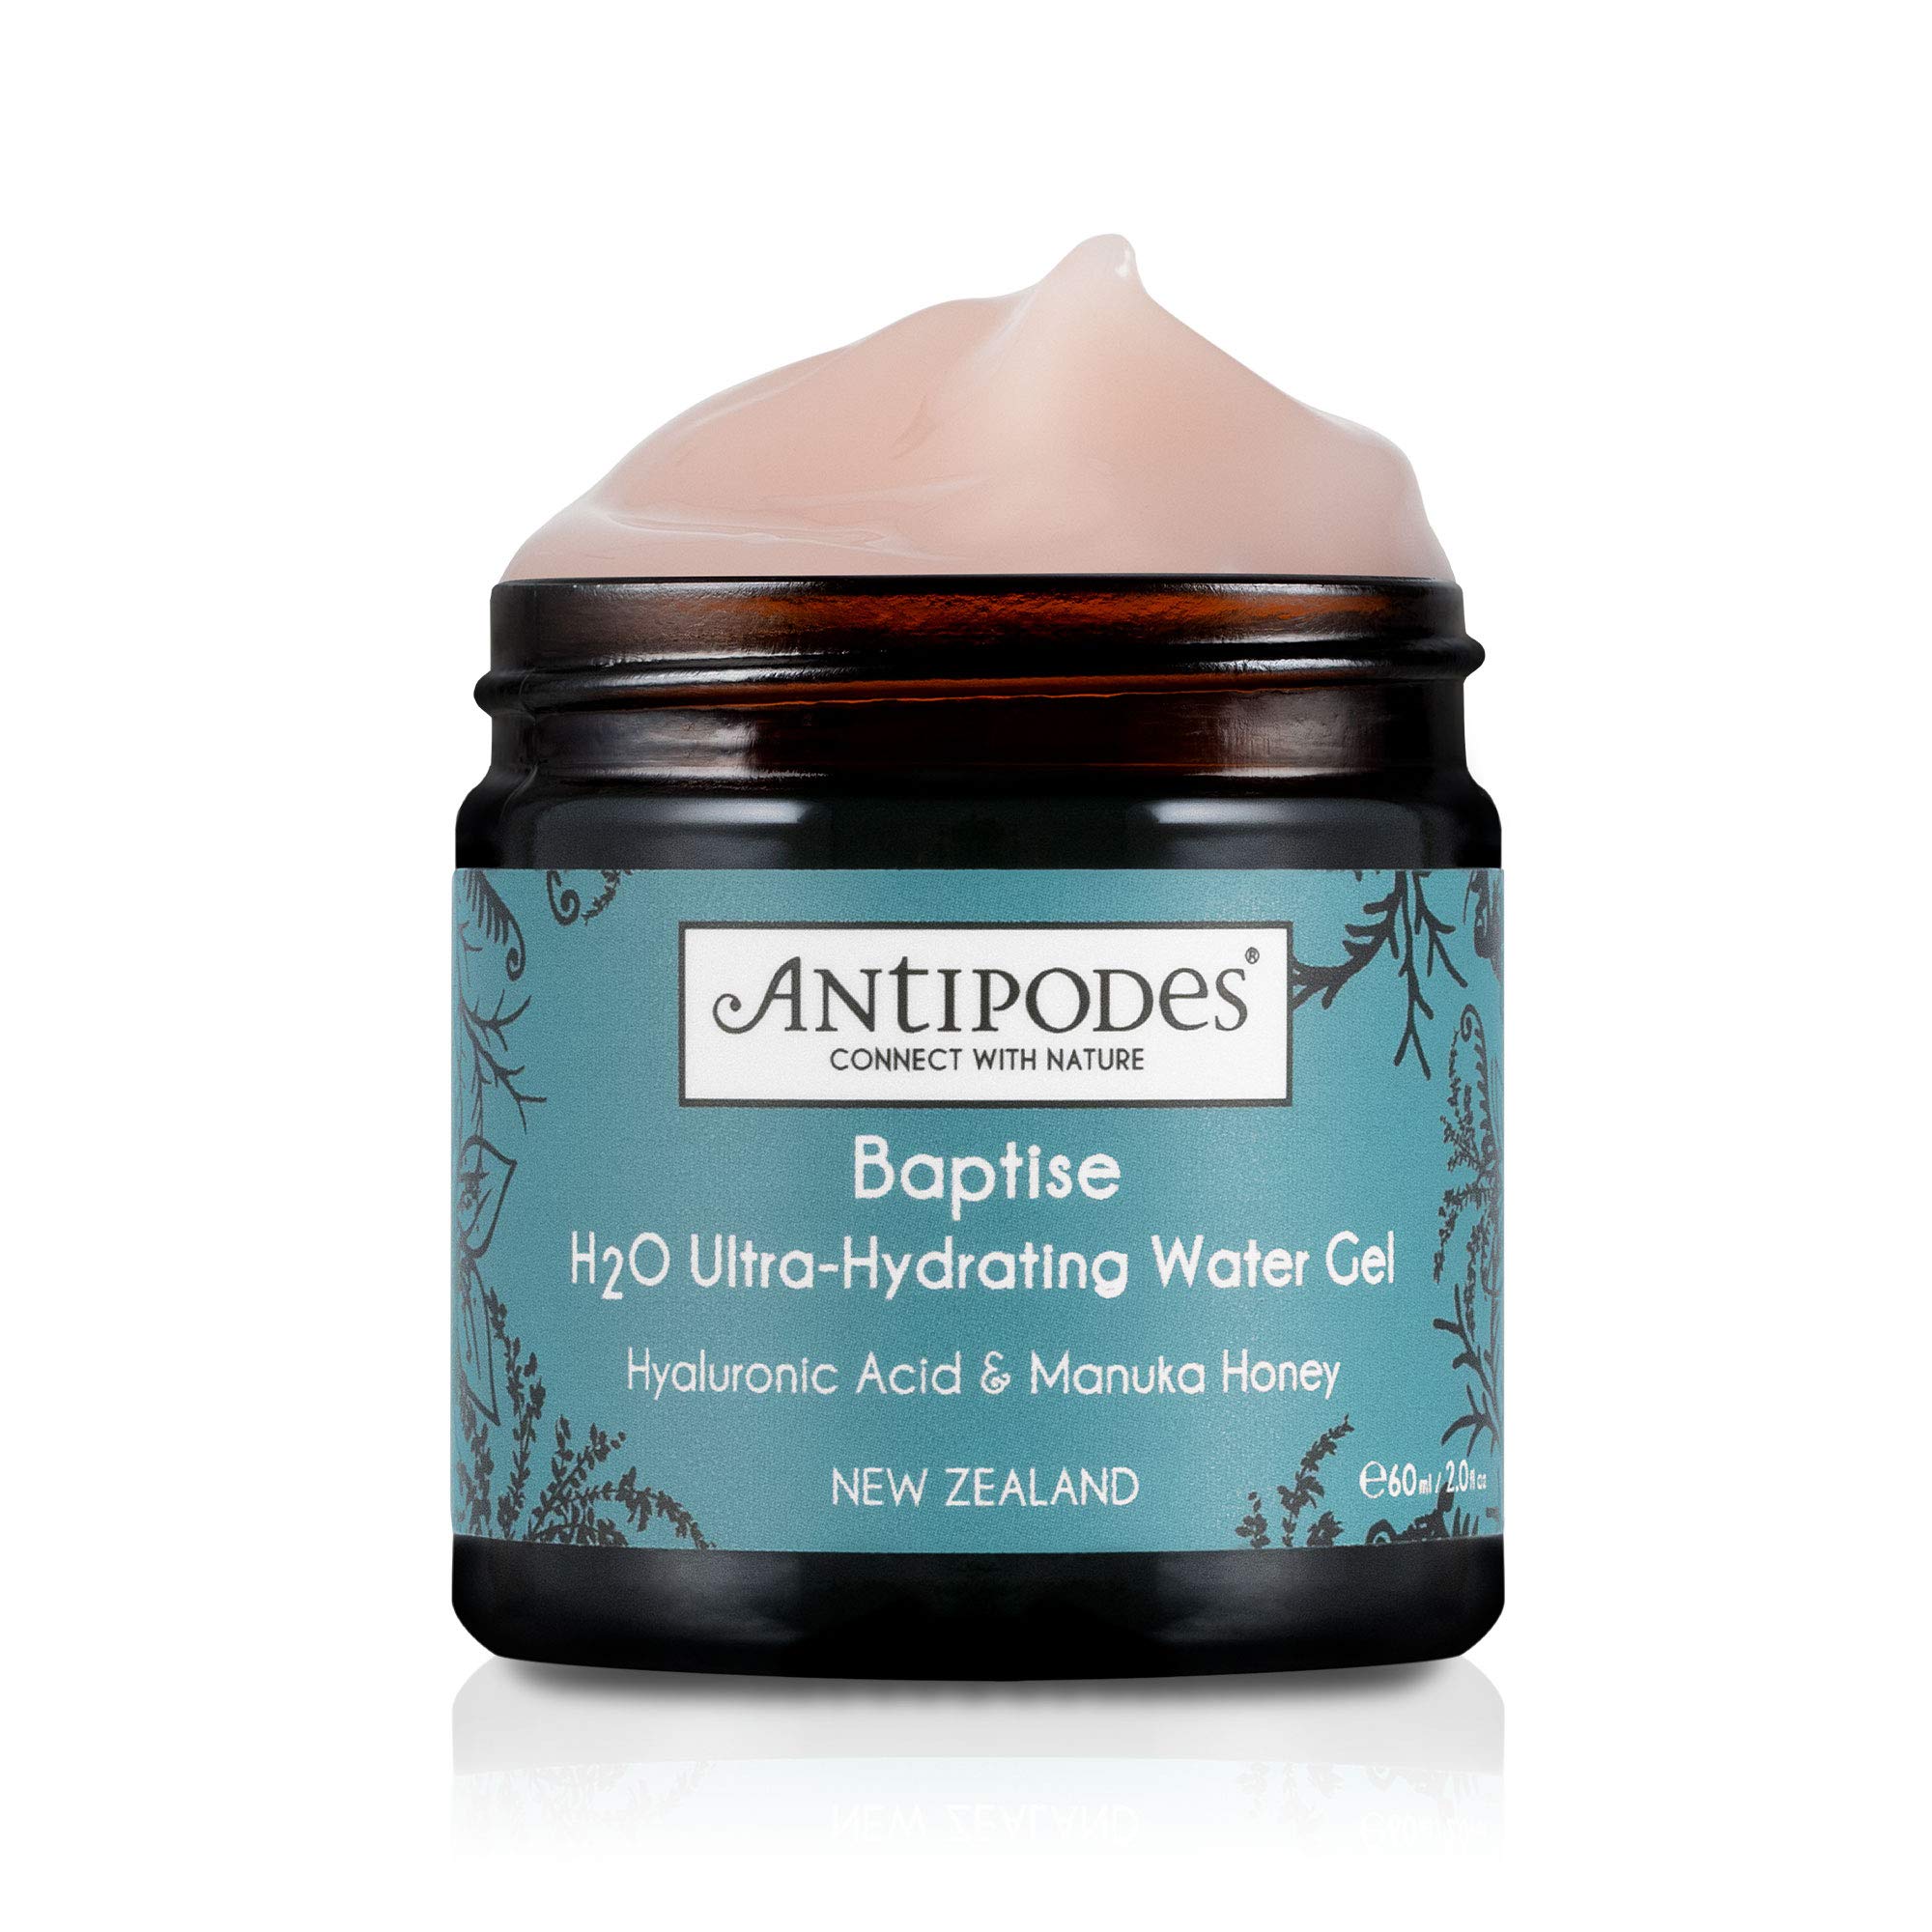 ANTIPODES®
CONNECT WITH NATURE
Baptise
H2O Ultra-Hydrating Water Gel
Hyaluronic Acid & Manuka Honey
NEW ZEALAND
℮60ml / 2.0fl oz